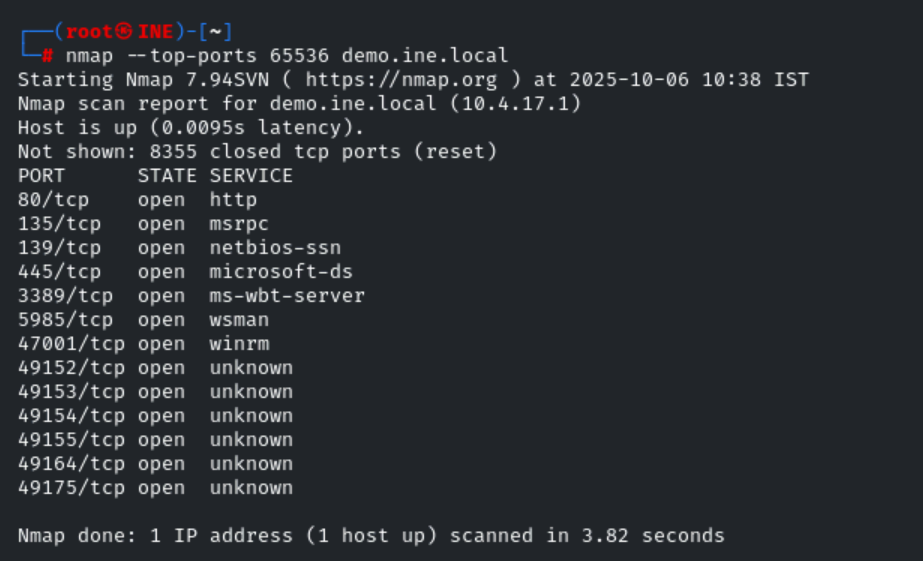 ┌──(root㉿INE)-[~]
└─# nmap --top-ports 65536 demo.ine.local
Starting Nmap 7.94SVN ( https://nmap.org ) at 2025-10-06 10:38 IST
Nmap scan report for demo.ine.local (10.4.17.1)
Host is up (0.0095s latency).
Not shown: 8355 closed tcp ports (reset)
PORT      STATE SERVICE
80/tcp    open  http
135/tcp   open  msrpc
139/tcp   open  netbios-ssn
445/tcp   open  microsoft-ds
3389/tcp  open  ms-wbt-server
5985/tcp  open  wsman
47001/tcp open  winrm
49152/tcp open  unknown
49153/tcp open  unknown
49154/tcp open  unknown
49155/tcp open  unknown
49164/tcp open  unknown
49175/tcp open  unknown
Nmap done: 1 IP address (1 host up) scanned in 3.82 seconds